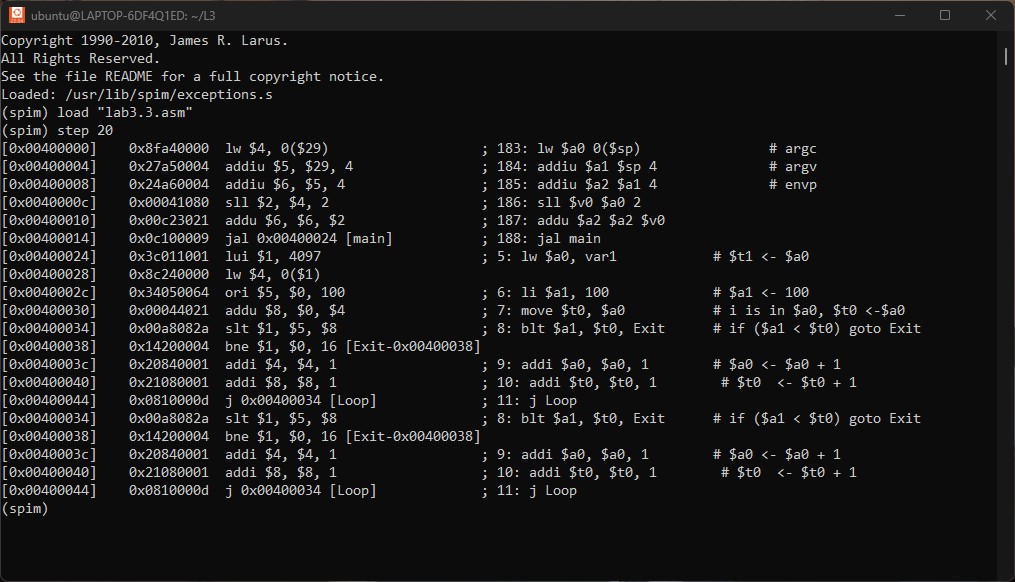 ubuntu@LAPTOP-6DF4Q1ED: ~/L3
Copyright 1990-2010, James R. Larus.
All Rights Reserved.
See the file README for a full copyright notice.
Loaded: /usr/lib/spim/exceptions.s
(spim) load "lab3.3.asm"
(spim) step 20
[0x00400000]    0x8fa40000  lw $4, 0($29)                   ; 183: lw $a0 0($sp)                # argc
[0x00400004]    0x27a50004  addiu $5, $29, 4                ; 184: addiu $a1 $sp 4              # argv
[0x00400008]    0x24a60004  addiu $6, $5, 4                 ; 185: addiu $a2 $a1 4              # envp
[0x0040000c]    0x00041080  sll $2, $4, 2                   ; 186: sll $v0 $a0 2
[0x00400010]    0x00c23021  addu $6, $6, $2                 ; 187: addu $a2 $a2 $v0
[0x00400014]    0x0c100009  jal 0x00400024 [main]           ; 188: jal main
[0x00400024]    0x3c011001  lui $1, 4097                    ; 5: lw $a0, var1            # $t1 <- $a0
[0x00400028]    0x8c240000  lw $4, 0($1)
[0x0040002c]    0x34050064  ori $5, $0, 100                 ; 6: li $a1, 100             # $a1 <- 100
[0x00400030]    0x00044021  addu $8, $0, $4                 ; 7: move $t0, $a0           # i is in $a0, $t0 <-$a0
[0x00400034]    0x00a8082a  slt $1, $5, $8                  ; 8: blt $a1, $t0, Exit      # if ($a1 < $t0) goto Exit
[0x00400038]    0x14200004  bne $1, $0, 16 [Exit-0x00400038]
[0x0040003c]    0x20840001  addi $4, $4, 1                  ; 9: addi $a0, $a0, 1        # $a0 <- $a0 + 1
[0x00400040]    0x21080001  addi $8, $8, 1                  ; 10: addi $t0, $t0, 1        # $t0  <- $t0 + 1
[0x00400044]    0x0810000d  j 0x00400034 [Loop]             ; 11: j Loop
[0x00400034]    0x00a8082a  slt $1, $5, $8                  ; 8: blt $a1, $t0, Exit      # if ($a1 < $t0) goto Exit
[0x00400038]    0x14200004  bne $1, $0, 16 [Exit-0x00400038]
[0x0040003c]    0x20840001  addi $4, $4, 1                  ; 9: addi $a0, $a0, 1        # $a0 <- $a0 + 1
[0x00400040]    0x21080001  addi $8, $8, 1                  ; 10: addi $t0, $t0, 1        # $t0  <- $t0 + 1
[0x00400044]    0x0810000d  j 0x00400034 [Loop]             ; 11: j Loop
(spim)